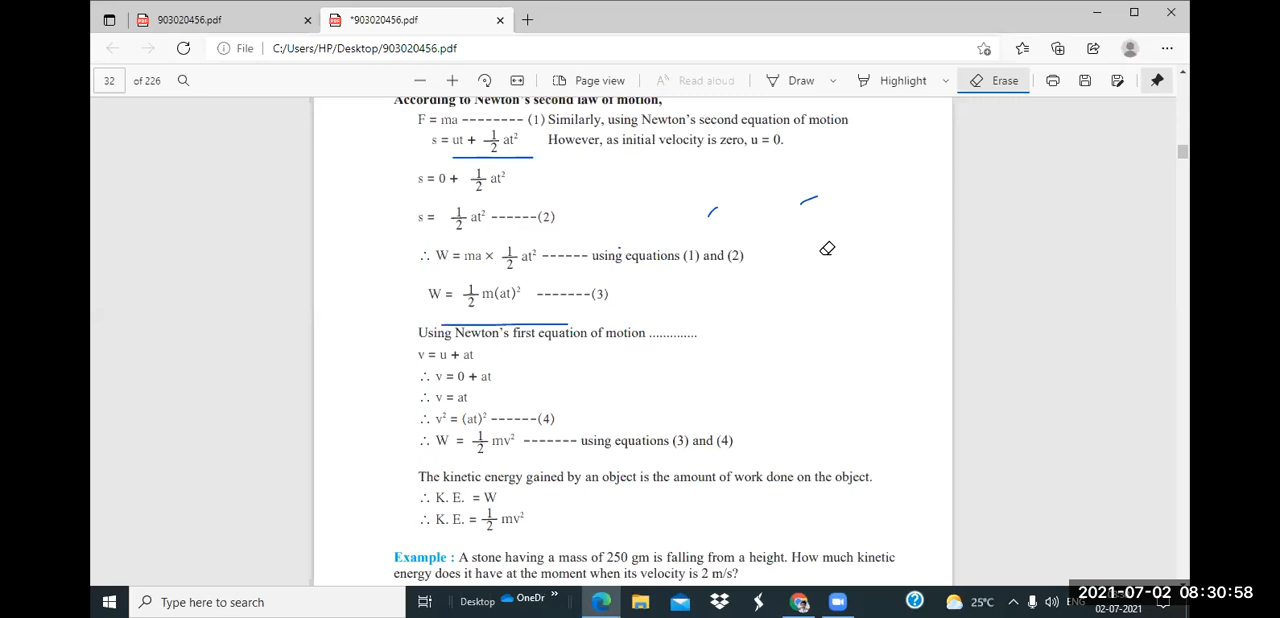 903020456.pdf
*903020456.pdf
File C:/Users/HP/Desktop/903020456.pdf
32 of 226 Page view Read aloud Draw Highlight Erase
According to Newton's second law of motion,
F = ma -------- (1) Similarly, using Newton's second equation of motion
s = ut + 1/2 at² However, as initial velocity is zero, u = 0.
s = 0 + 1/2 at²
s = 1/2 at² ------(2)
∴ W = ma × 1/2 at² ------ using equations (1) and (2)
W = 1/2 m(at)² -------(3)
Using Newton's first equation of motion ..............
v = u + at
∴ v = 0 + at
∴ v = at
∴ v² = (at)² ------(4)
∴ W = 1/2 mv² ------- using equations (3) and (4)
The kinetic energy gained by an object is the amount of work done on the object.
∴ K. E. = W
∴ K. E. = 1/2 mv²
Example : A stone having a mass of 250 gm is falling from a height. How much kinetic
energy does it have at the moment when its velocity is 2 m/s?
Type here to search Desktop OneDr 25°C ENG
2021-07-02 08:30:58
02-07-2021